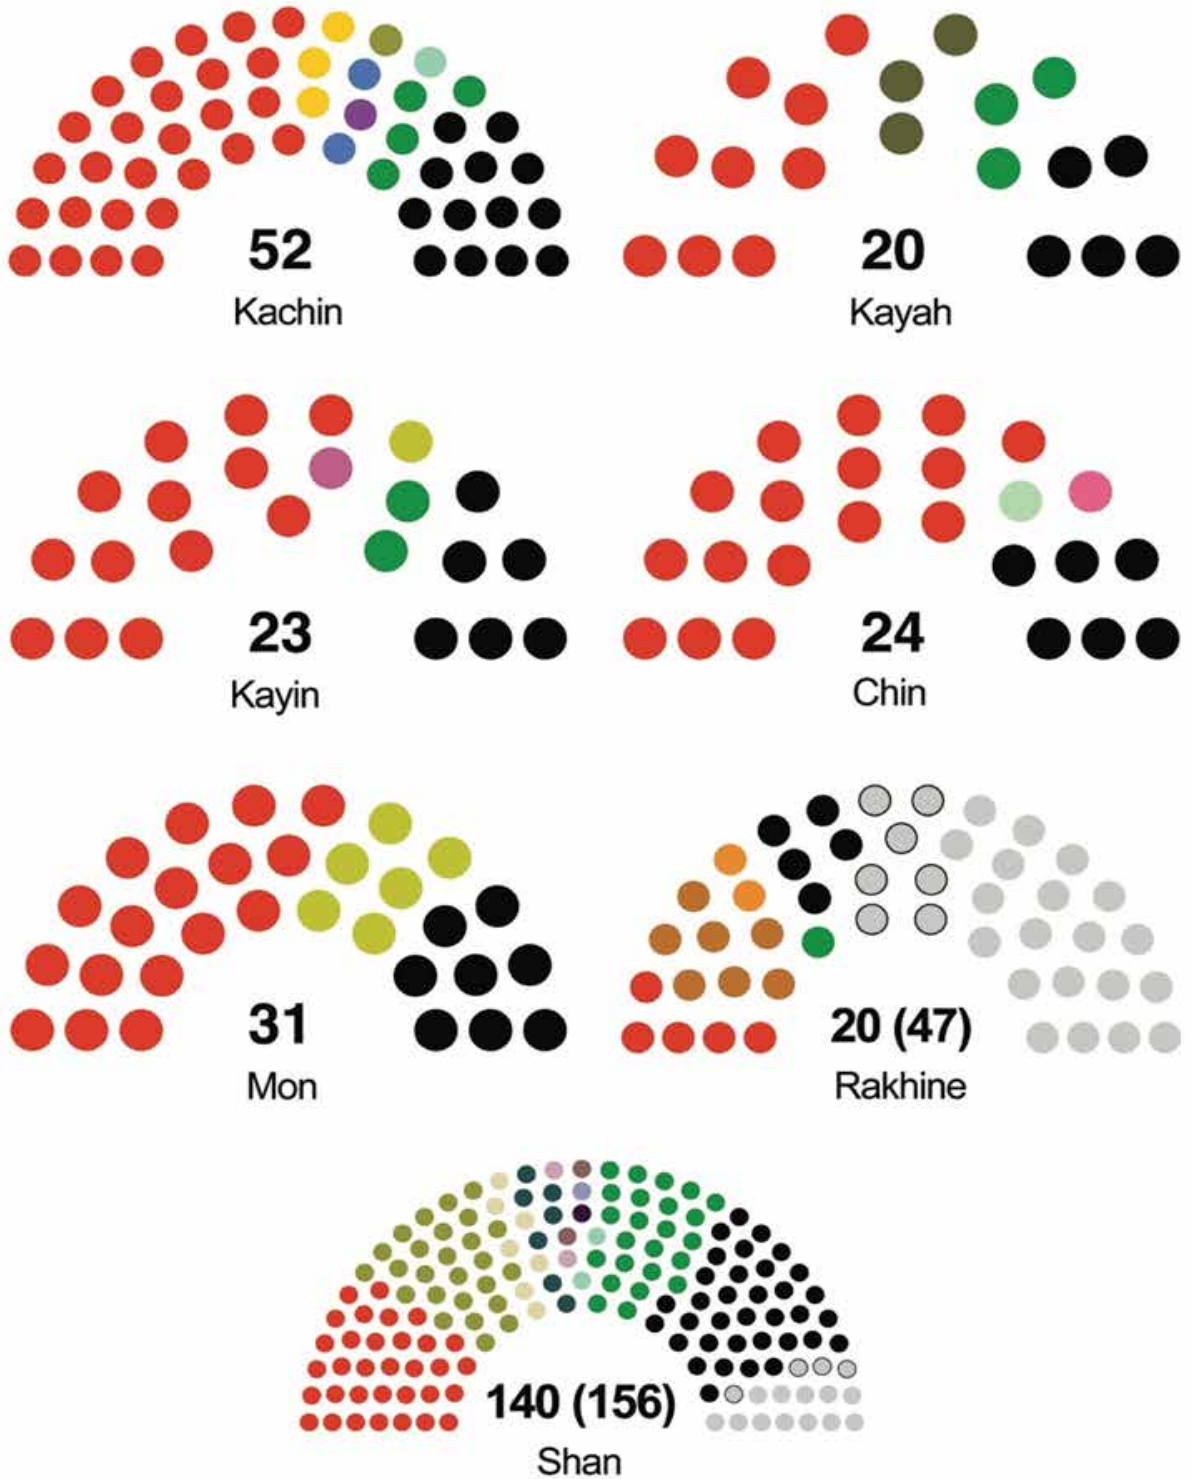 52
Kachin
20
Kayah
23
Kayin
24
Chin
31
Mon
20 (47)
Rakhine
140 (156)
Shan